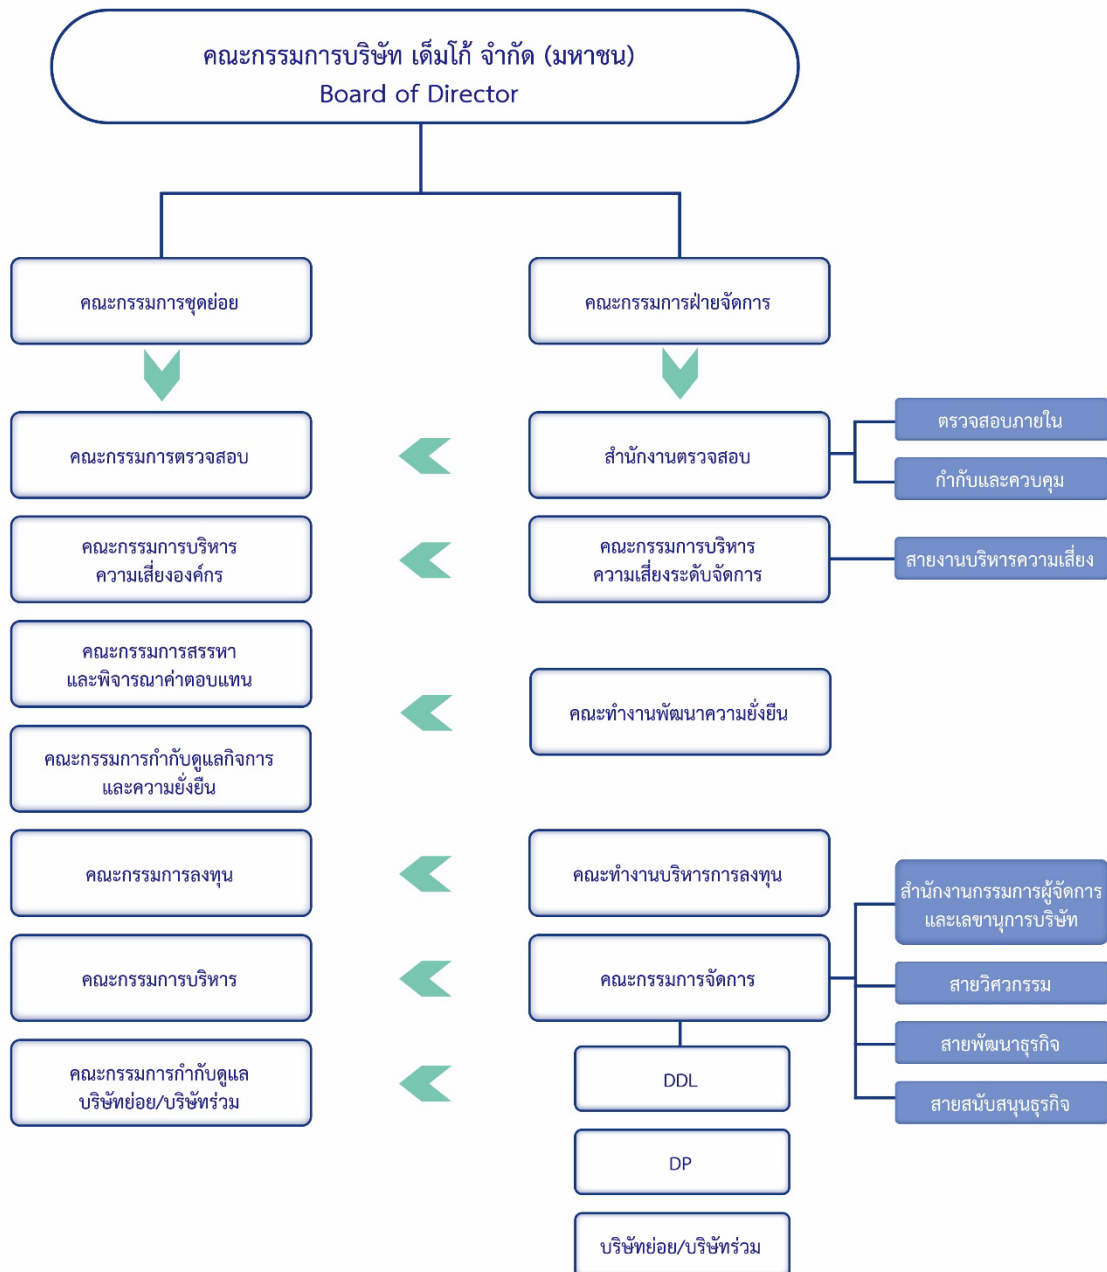 คณะกรรมการบริษัท เด็มโก้ จำกัด (มหาชน)
Board of Director
คณะกรรมการชุดย่อย
คณะกรรมการฝ่ายจัดการ
คณะกรรมการตรวจสอบ
สำนักงานตรวจสอบ
ตรวจสอบภายใน
กำกับและควบคุม
คณะกรรมการบริหาร
ความเสี่ยงองค์กร
คณะกรรมการบริหาร
ความเสี่ยงระดับจัดการ
สายงานบริหารความเสี่ยง
คณะกรรมการสรรหา
และพิจารณาค่าตอบแทน
คณะทำงานพัฒนาความยั่งยืน
คณะกรรมการกำกับดูแลกิจการ
และความยั่งยืน
คณะกรรมการลงทุน
คณะทำงานบริหารการลงทุน
สำนักงานกรรมการผู้จัดการ
และเลขานุการบริษัท
คณะกรรมการบริหาร
คณะกรรมการจัดการ
สายวิศวกรรม
สายพัฒนาธุรกิจ
สายสนับสนุนธุรกิจ
คณะกรรมการกำกับดูแล
บริษัทย่อย/บริษัทร่วม
DDL
DP
บริษัทย่อย/บริษัทร่วม